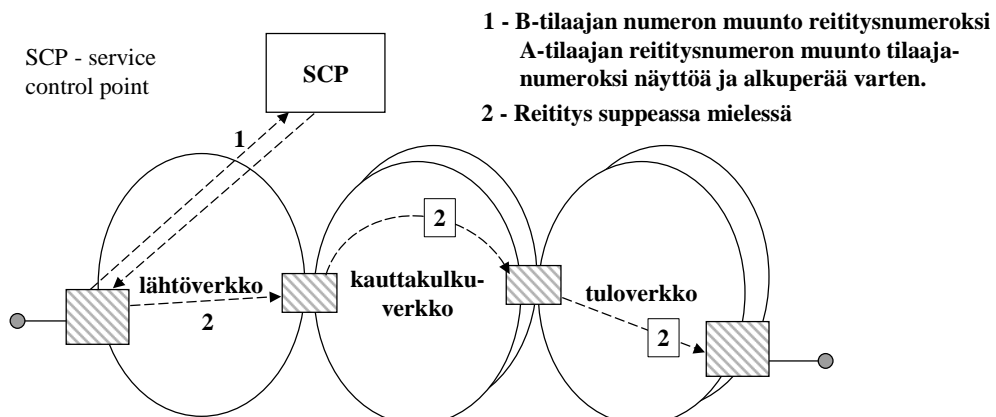 1 - B-tilaajan numeron muunto reititysnumeroksi
A-tilaajan reititysnumeron muunto tilaaja-
numeroksi näyttöä ja alkuperää varten.
2 - Reititys suppeassa mielessä
SCP - service
control point
SCP
1
2
lähtöverkko
2
kauttakulku-
verkko
tuloverkko
2